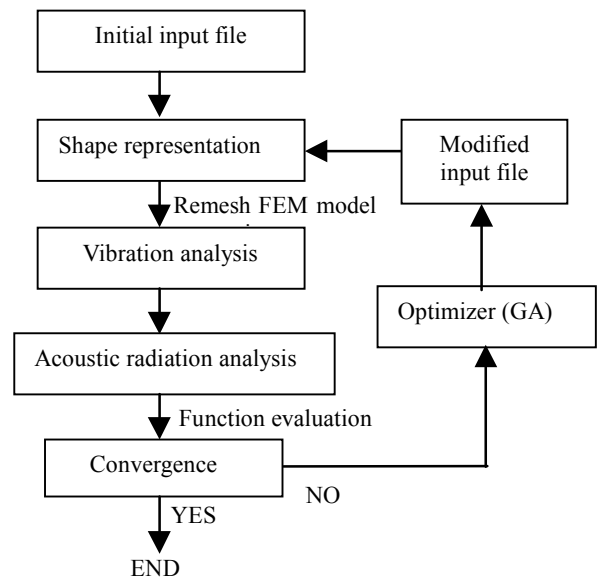 Initial input file
Shape representation
Modified
input file
Remesh FEM model
Vibration analysis
Optimizer (GA)
Acoustic radiation analysis
Function evaluation
Convergence
NO
YES
END